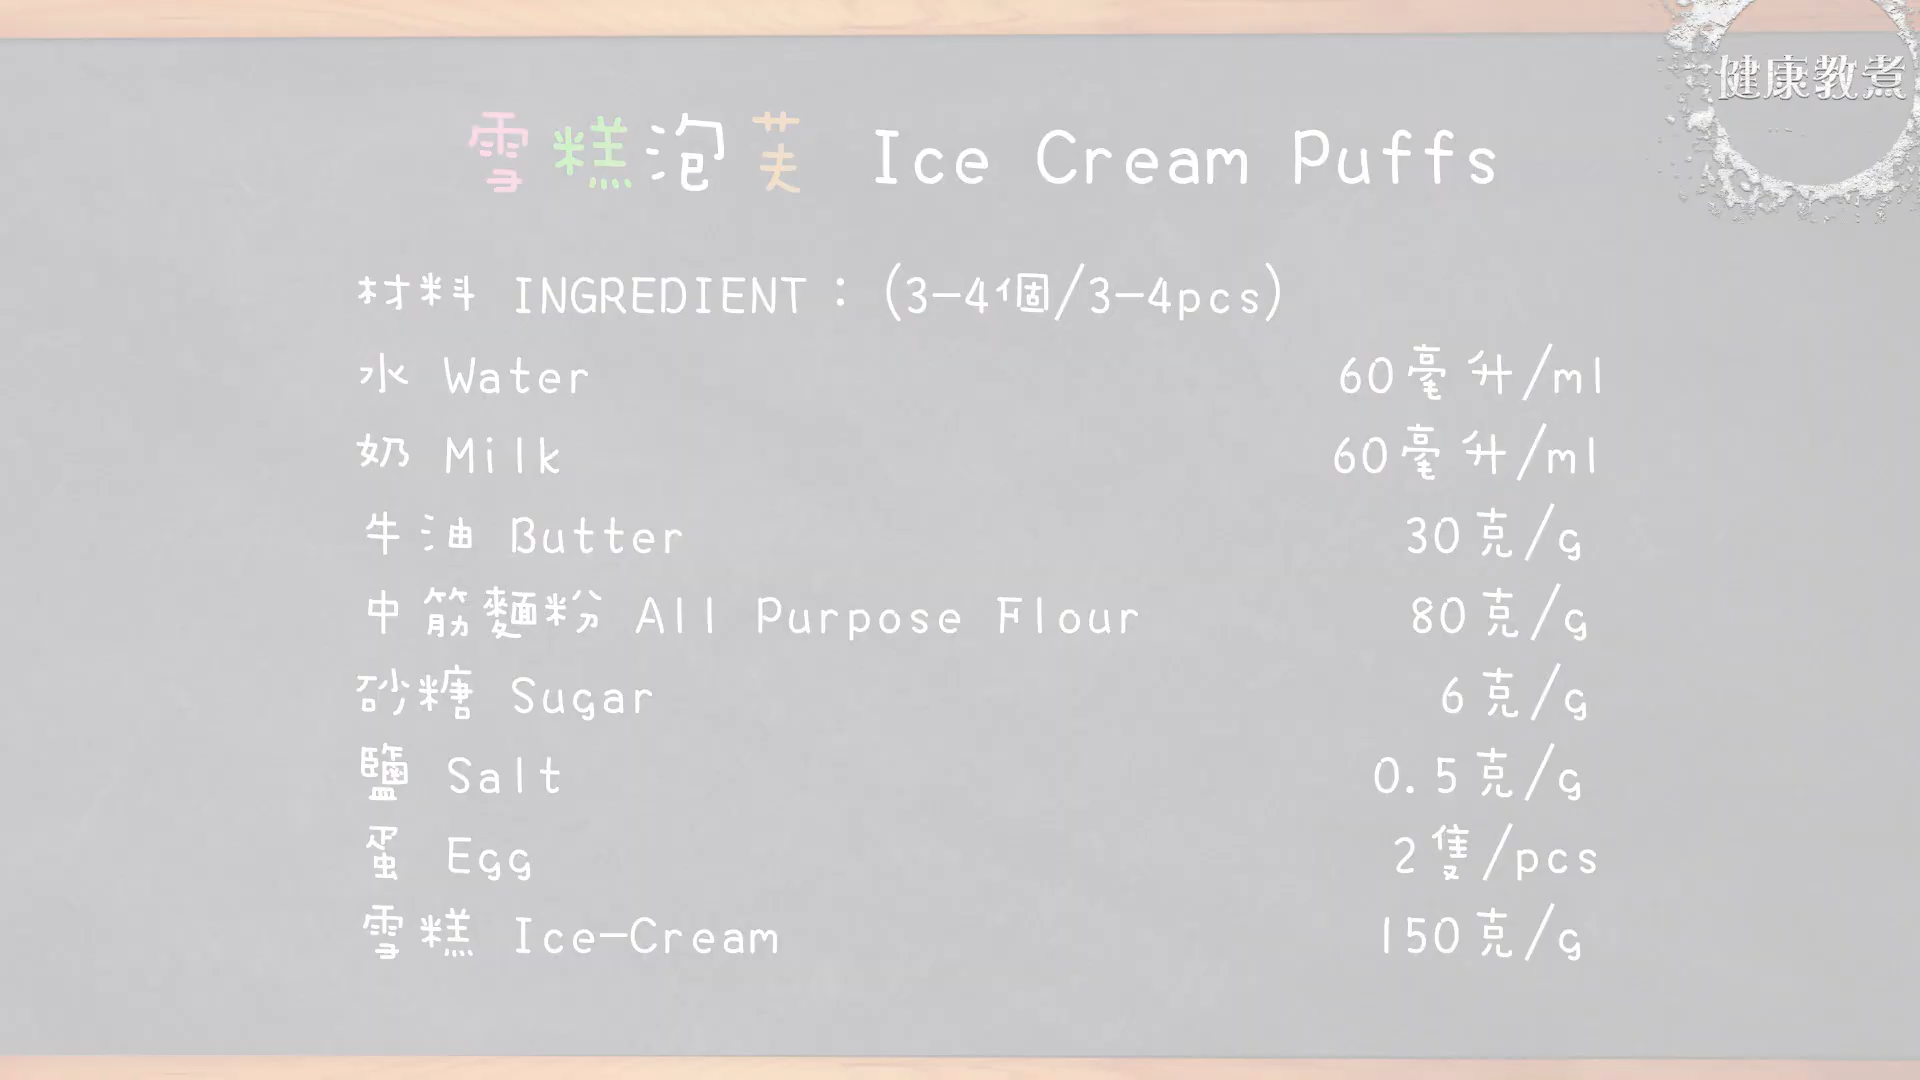 健康教煮
雪糕泡芙 Ice Cream Puffs
材料 INGREDIENT：(3-4個/3-4pcs)
水 Water 60毫升/ml
奶 Milk 60毫升/ml
牛油 Butter 30克/g
中筋麵粉 All Purpose Flour 80克/g
砂糖 Sugar 6克/g
鹽 Salt 0.5克/g
蛋 Egg 2隻/pcs
雪糕 Ice-Cream 150克/g